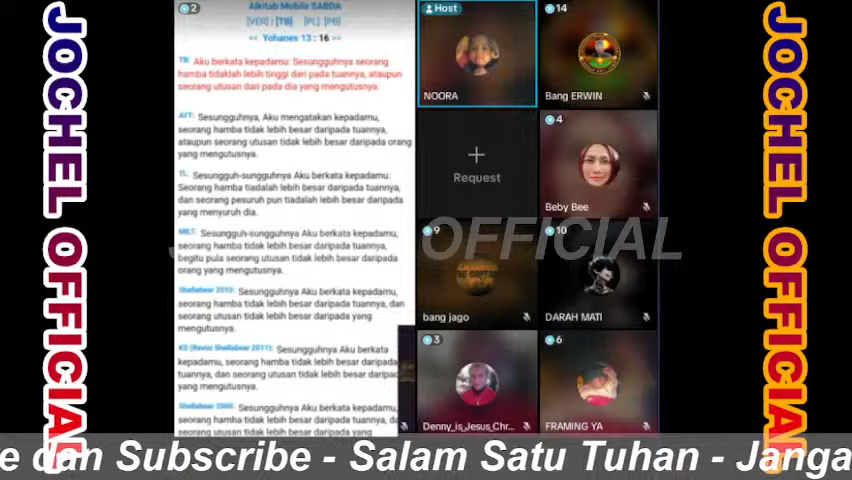 JOCHEL OFFICIAL
2
Alkitab Mobile SABDA
[VER] : [TB] [PL] [PB]
<< Yohanes 13 : 16 >>
TB: Aku berkata kepadamu: Sesungguhnya seorang
hamba tidaklah lebih tinggi dari pada tuannya, ataupun
seorang utusan dari pada dia yang mengutusnya.
AYT: Sesungguhnya, Aku mengatakan kepadamu,
seorang hamba tidak lebih besar daripada tuannya,
ataupun seorang utusan tidak lebih besar daripada orang
yang mengutusnya.
TL: Sesungguh-sungguhnya Aku berkata kepadamu:
Seorang hamba tiadalah lebih besar daripada tuannya,
dan seorang pesuruh pun tiadalah lebih besar daripada
yang menyuruh dia.
MILT: Sesungguh-sungguhnya Aku berkata kepadamu,
seorang hamba tidak lebih besar daripada tuannya,
begitu pula seorang utusan tidak lebih besar daripada
orang yang mengutusnya.
Shellabear 2010: Sesungguhnya Aku berkata kepadamu,
seorang hamba tidak lebih besar daripada tuannya, dan
seorang utusan tidak lebih besar daripada yang
mengutusnya.
KS (Revisi Shellabear 2011): Sesungguhnya Aku berkata
kepadamu, seorang hamba tidak lebih besar daripada
tuannya, dan seorang utusan tidak lebih besar daripada
yang mengutusnya.
Shellabear 2000: Sesungguhnya Aku berkata kepadamu,
seorang hamba tidak lebih besar daripada tuannya, da
seorang utusan tidak lebih besar daripada yang
Host
NOORA
14
Bang ERWIN
Request
4
Beby Bee
9
bang jago
10
DARAH MATI
3
Denny_is_Jesus_Chr...
6
FRAMING YA
OFFICIAL
JOCHEL OFFICIAL
e dan Subscribe - Salam Satu Tuhan - Janga